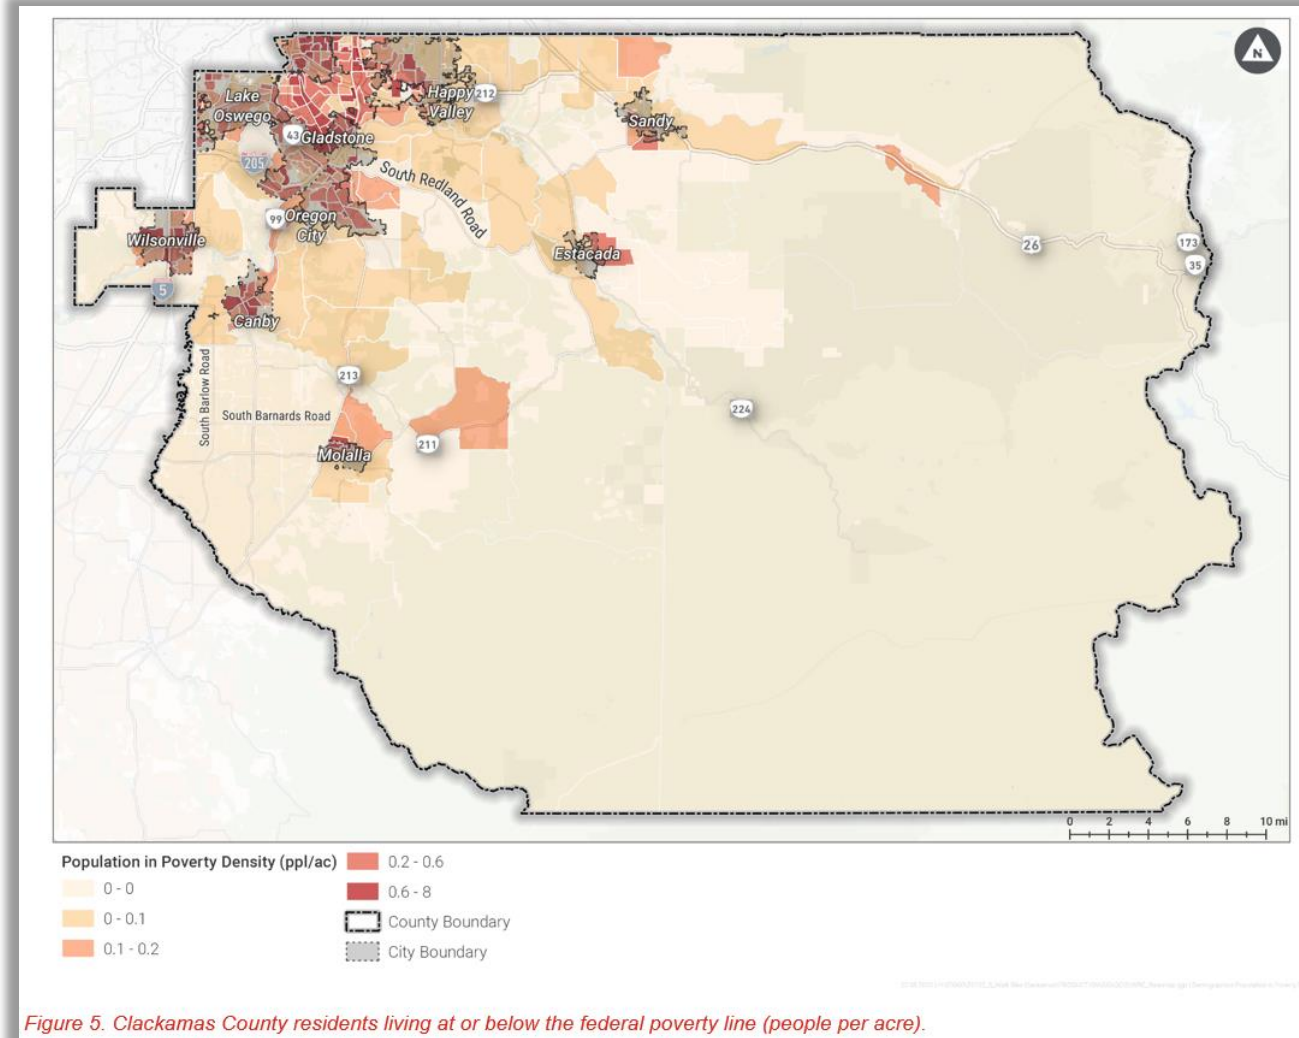 N
Lake
Oswego
Happy
Valley
212
Sandy
43
Gladstone
205
South Redland Road
99
Oregon
City
Wilsonville
Estacada
26
173
35
5
Canby
South Barlow Road
213
South Barnards Road
224
211
Molalla
0 2 4 6 8 10 mi
Population in Poverty Density (ppl/ac)
0 - 0
0 - 0.1
0.1 - 0.2
0.2 - 0.6
0.6 - 8
County Boundary
City Boundary
Figure 5. Clackamas County residents living at or below the federal poverty line (people per acre).